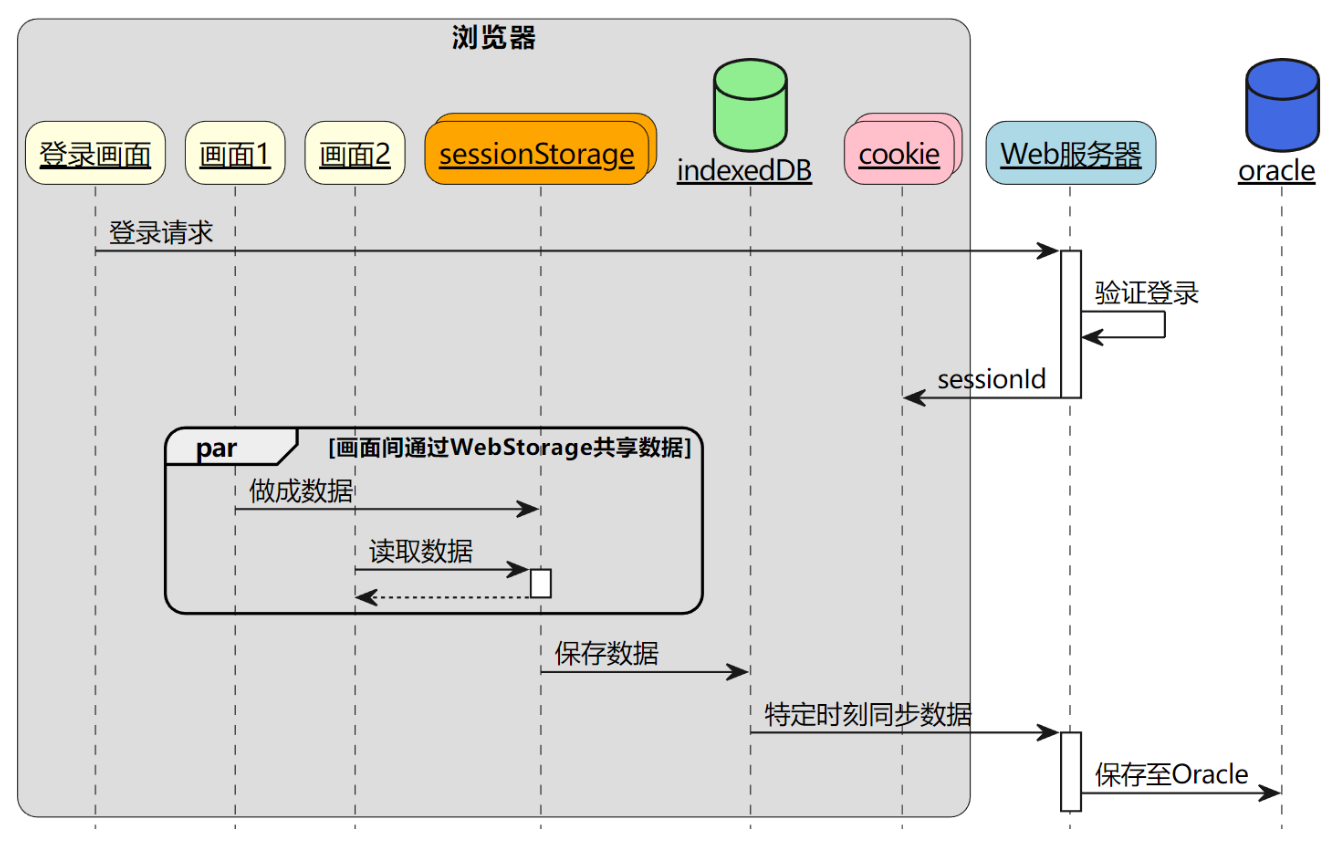 浏览器
登录画面
画面1
画面2
sessionStorage
indexedDB
cookie
Web服务器
oracle
登录请求
验证登录
sessionId
par
[画面间通过WebStorage共享数据]
做成数据
读取数据
保存数据
特定时刻同步数据
保存至Oracle